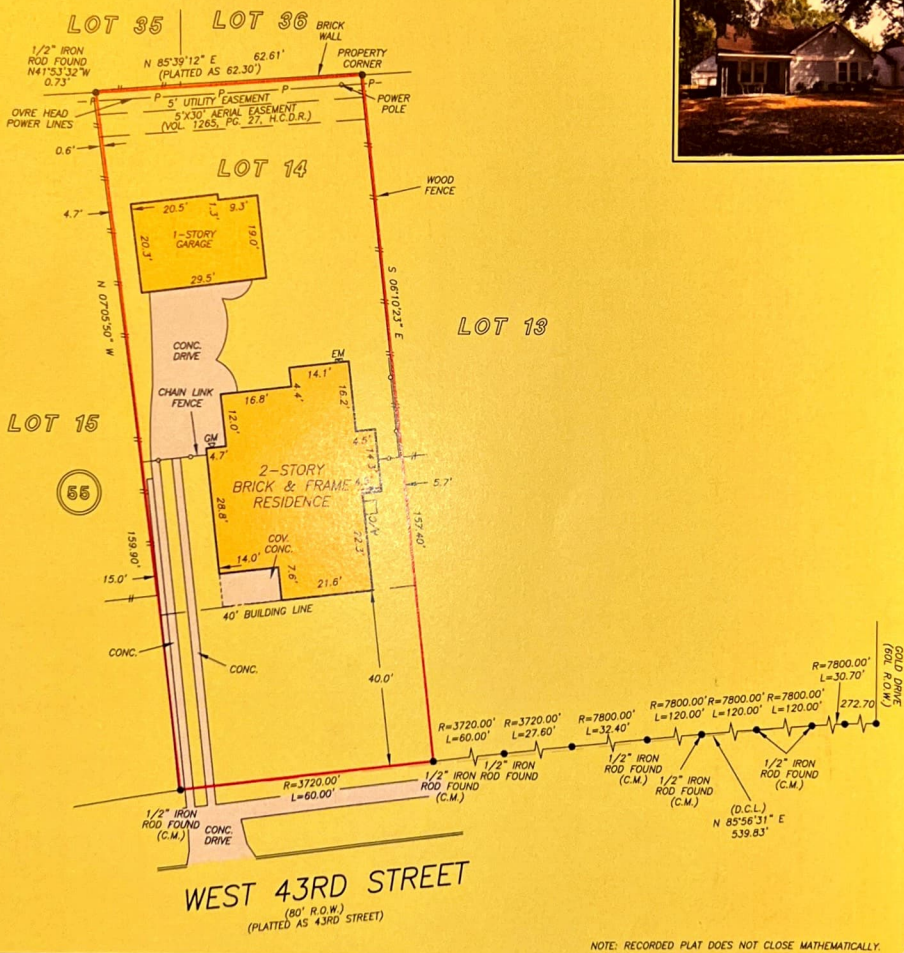 LOT 35
LOT 36
BRICK
WALL
1/2" IRON
ROD FOUND
N41°53'32"W
0.73'
N 85°39'12" E 62.61'
(PLATTED AS 62.30')
PROPERTY
CORNER
P P P P P
OVRE HEAD
POWER LINES
5' UTILITY EASEMENT
5'X30' AERIAL EASEMENT
(VOL. 1265, PG. 27, H.C.D.R.)
POWER
POLE
0.6'
LOT 14
WOOD
FENCE
4.7'
20.5'
1.3'
9.3'
1-STORY
GARAGE
20.3'
19.0'
29.5'
N 07°05'50" W
S 06°10'23" E
LOT 13
CONC.
DRIVE
EM
14.1'
CHAIN LINK
FENCE
16.8'
4.4'
16.2'
12.0'
LOT 15
GM
4.7'
4.5'
14.3'
55
2-STORY
BRICK & FRAME
RESIDENCE
5.7'
28.8'
O/A
22.3'
157.40'
159.90'
COV.
CONC.
14.0'
7.6'
21.6'
15.0'
40' BUILDING LINE
CONC.
CONC.
40.0'
GOLD DRIVE
(60' R.O.W.)
R=7800.00'
L=30.70'
272.70
R=3720.00'
L=60.00'
R=3720.00'
L=27.60'
R=7800.00'
L=32.40'
R=7800.00'
L=120.00'
R=7800.00'
L=120.00'
R=7800.00'
L=120.00'
1/2" IRON
ROD FOUND
(C.M.)
1/2" IRON
ROD FOUND
1/2" IRON
ROD FOUND
(C.M.)
1/2" IRON
ROD FOUND
(C.M.)
1/2" IRON
ROD FOUND
(C.M.)
(D.C.L.)
N 85°56'31" E
539.83'
R=3720.00'
L=60.00'
1/2" IRON
ROD FOUND
(C.M.)
CONC.
DRIVE
WEST 43RD STREET
(80' R.O.W.)
(PLATTED AS 43RD STREET)
NOTE: RECORDED PLAT DOES NOT CLOSE MATHEMATICALLY.